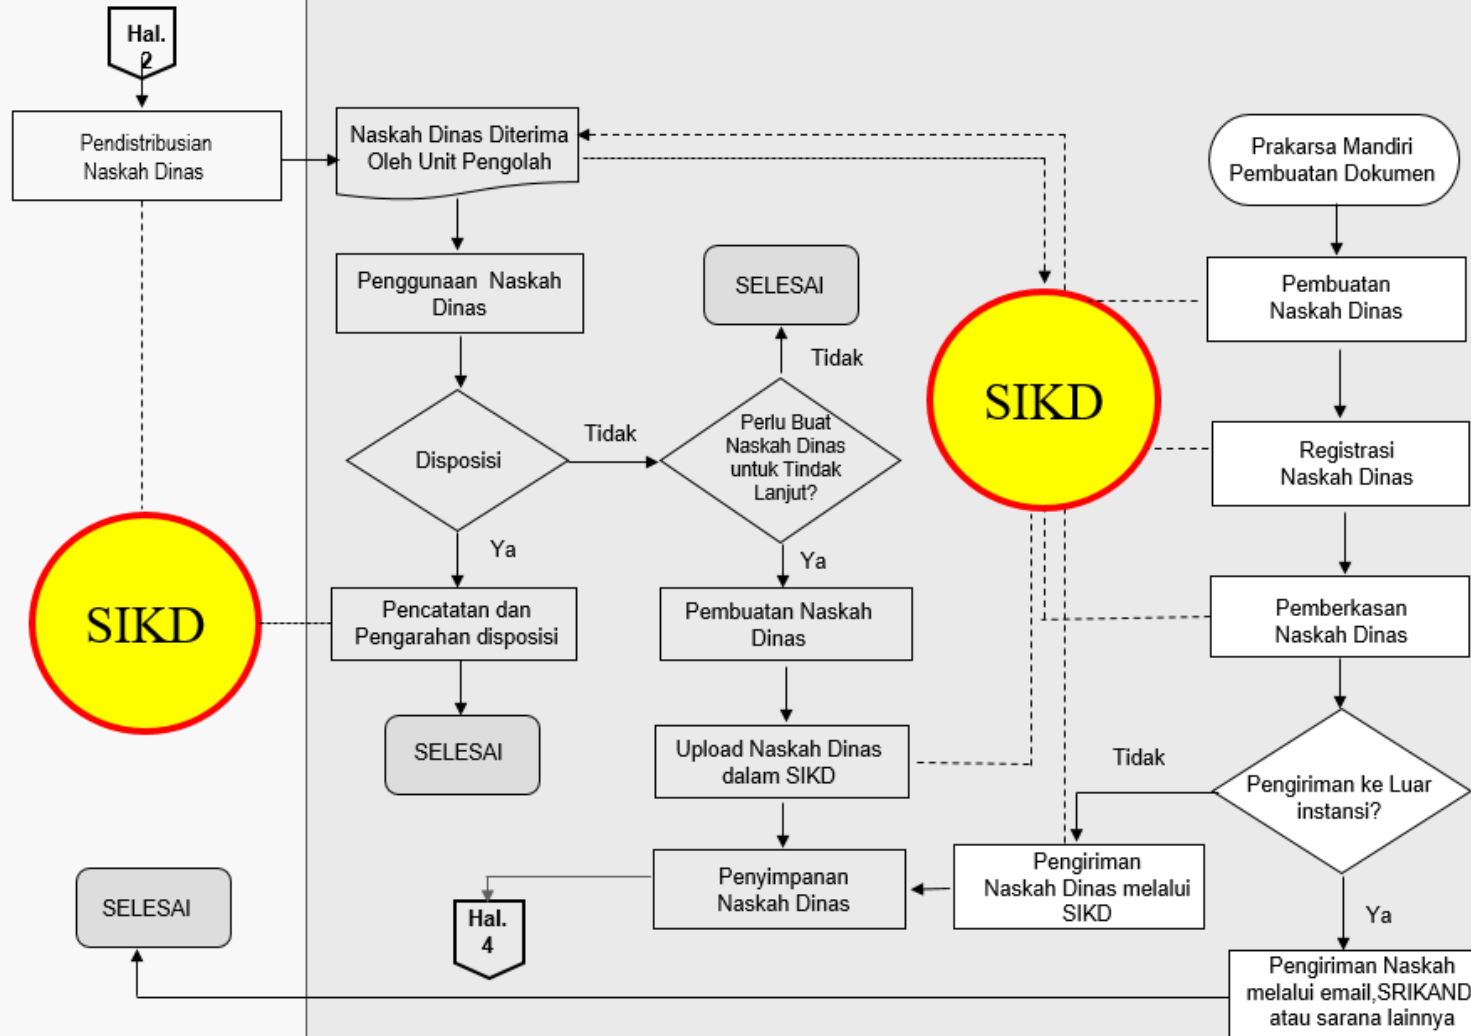 Hal.
2
Pendistribusian
Naskah Dinas
Naskah Dinas Diterima
Oleh Unit Pengolah
Prakarsa Mandiri
Pembuatan Dokumen
Penggunaan Naskah
Dinas
SELESAI
Pembuatan
Naskah Dinas
Tidak
SIKD
Disposisi
Tidak
Perlu Buat
Naskah Dinas
untuk Tindak
Lanjut?
Registrasi
Naskah Dinas
Ya
Ya
SIKD
Pencatatan dan
Pengarahan disposisi
Pembuatan Naskah
Dinas
Pemberkasan
Naskah Dinas
SELESAI
Upload Naskah Dinas
dalam SIKD
Tidak
Pengiriman ke Luar
instansi?
SELESAI
Hal.
4
Penyimpanan
Naskah Dinas
Pengiriman
Naskah Dinas melalui
SIKD
Ya
Pengiriman Naskah
melalui email,SRIKAND
atau sarana lainnya